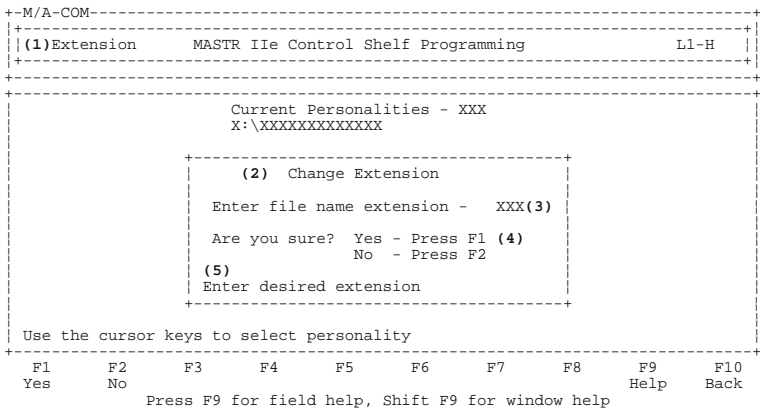 M/A-COM
(1)Extension MASTR IIe Control Shelf Programming L1-H
Current Personalities - XXX
X:\XXXXXXXXXXXXX
(2) Change Extension
Enter file name extension - XXX(3)
Are you sure? Yes - Press F1 (4)
No - Press F2
(5)
Enter desired extension
Use the cursor keys to select personality
F1 F2 F3 F4 F5 F6 F7 F8 F9 F10
Yes No Help Back
Press F9 for field help, Shift F9 for window help